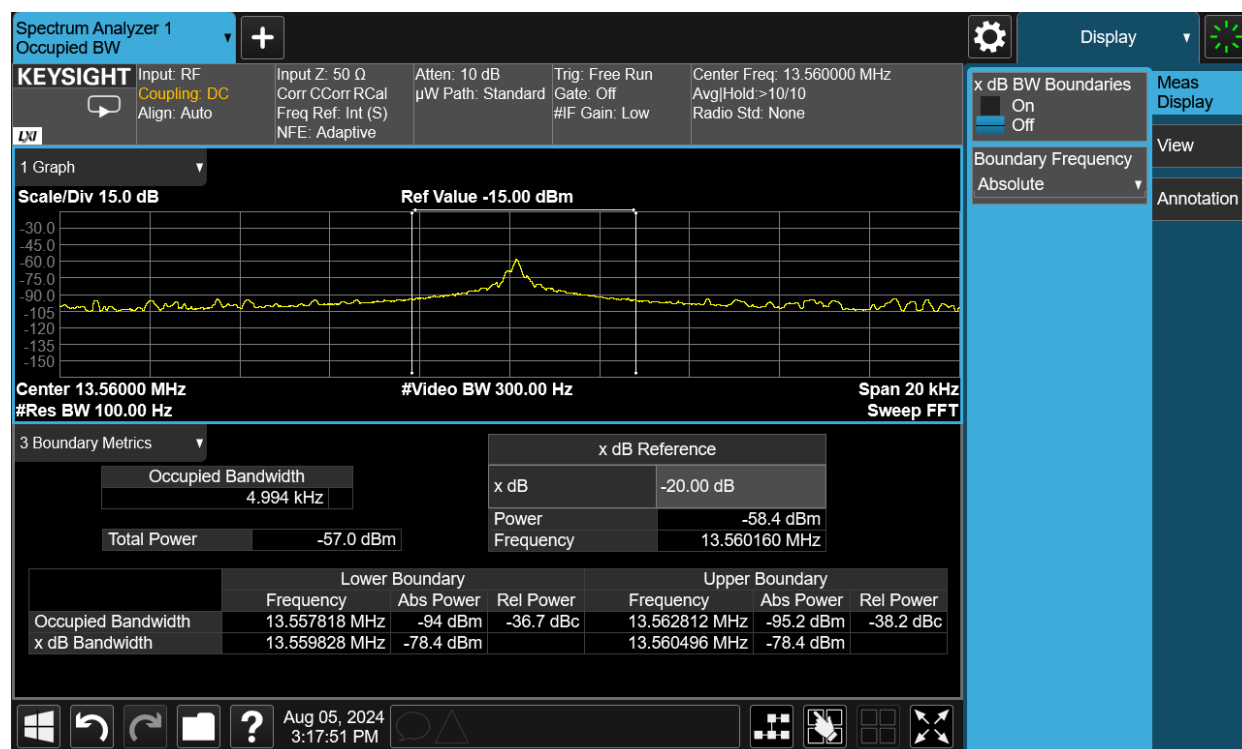 Spectrum Analyzer 1
Occupied BW
Display
KEYSIGHT
LXI
Input: RF
Coupling: DC
Align: Auto
Input Z: 50 Ω
Corr CCorr RCal
Freq Ref: Int (S)
NFE: Adaptive
Atten: 10 dB
µW Path: Standard
Trig: Free Run
Gate: Off
#IF Gain: Low
Center Freq: 13.560000 MHz
Avg|Hold:>10/10
Radio Std: None
x dB BW Boundaries
On
Off
Boundary Frequency
Absolute
Meas
Display
View
Annotation
1 Graph
Scale/Div 15.0 dB Ref Value -15.00 dBm
-30.0
-45.0
-60.0
-75.0
-90.0
-105
-120
-135
-150
Center 13.56000 MHz #Video BW 300.00 Hz Span 20 kHz
#Res BW 100.00 Hz Sweep FFT
3 Boundary Metrics
Occupied Bandwidth
4.994 kHz
Total Power -57.0 dBm
x dB Reference
x dB -20.00 dB
Power -58.4 dBm
Frequency 13.560160 MHz
Lower Boundary Upper Boundary
Frequency Abs Power Rel Power Frequency Abs Power Rel Power
Occupied Bandwidth 13.557818 MHz -94 dBm -36.7 dBc 13.562812 MHz -95.2 dBm -38.2 dBc
x dB Bandwidth 13.559828 MHz -78.4 dBm 13.560496 MHz -78.4 dBm
?
Aug 05, 2024
3:17:51 PM